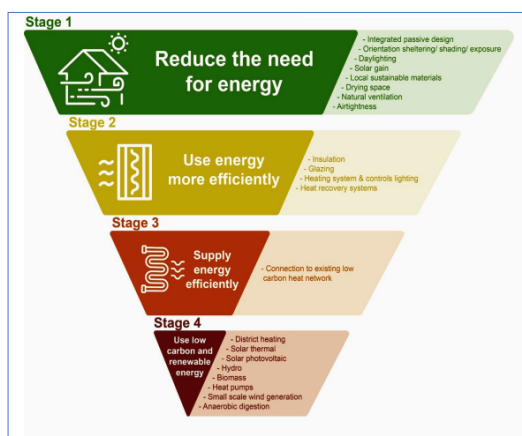 Stage 1
Reduce the need
for energy
- Integrated passive design
- Orientation sheltering/ shading/ exposure
- Daylighting
- Solar gain
- Local sustainable materials
- Drying space
- Natural ventilation
- Airtightness
Stage 2
Use energy
more efficiently
- Insulation
- Glazing
- Heating system & controls lighting
- Heat recovery systems
Stage 3
Supply
energy
efficiently
- Connection to existing low
carbon heat network
Stage 4
Use low
carbon and
renewable
energy
- District heating
- Solar thermal
- Solar photovoltaic
- Hydro
- Biomass
- Heat pumps
- Small scale wind generation
- Anaerobic digestion